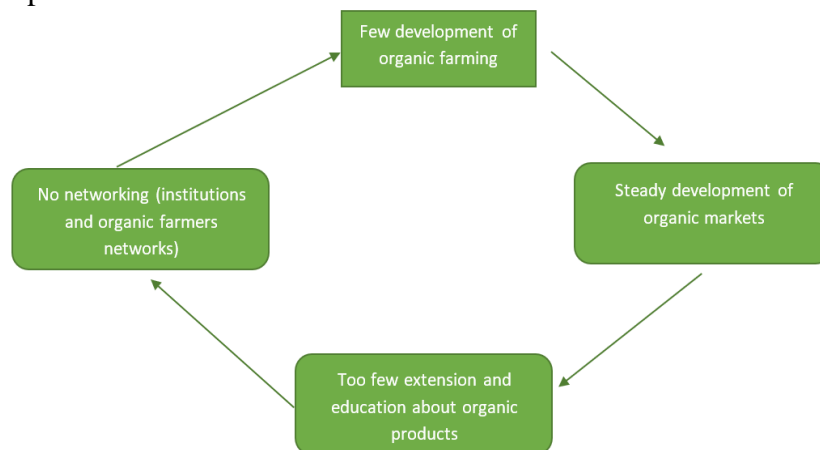 Few development of
organic farming
Steady development of
organic markets
Too few extension and
education about organic
products
No networking (institutions
and organic farmers
networks)